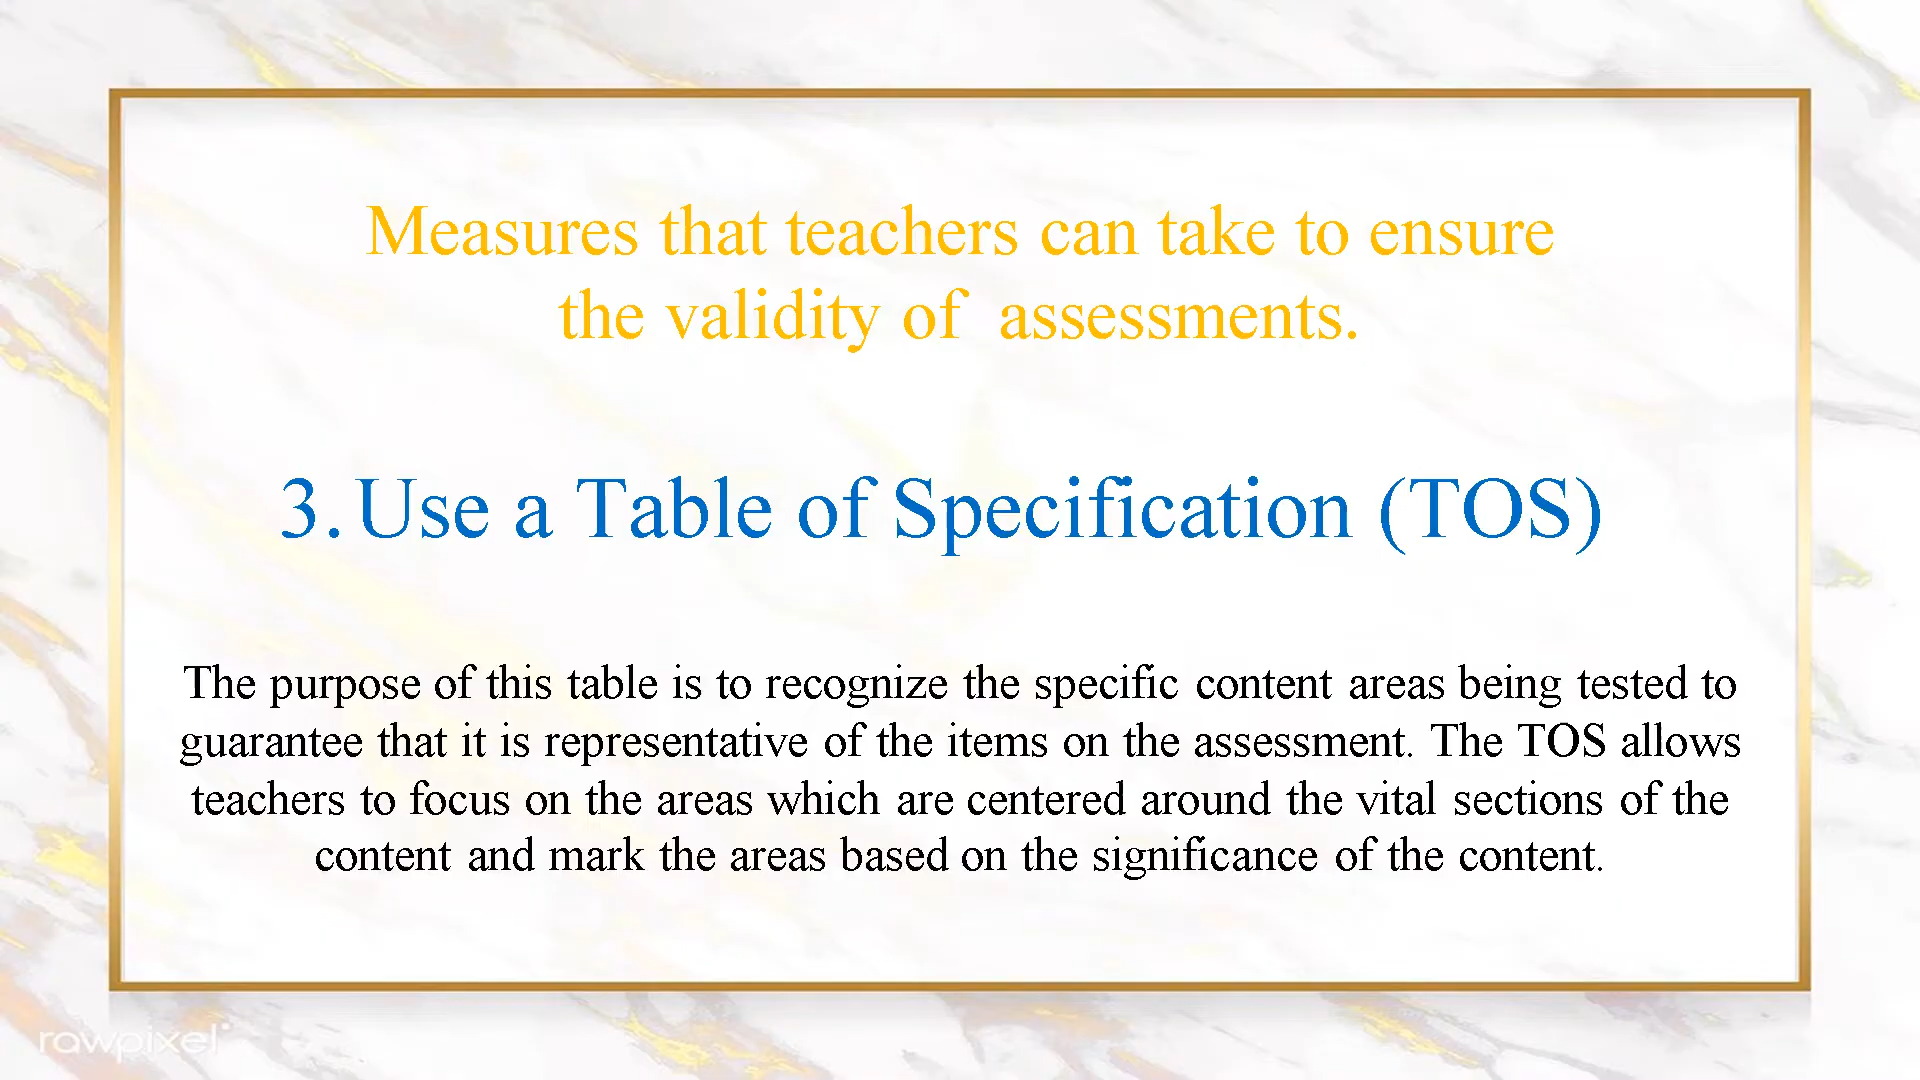 Measures that teachers can take to ensure
the validity of  assessments.
3. Use a Table of Specification (TOS)
The purpose of this table is to recognize the specific content areas being tested to
guarantee that it is representative of the items on the assessment. The TOS allows
teachers to focus on the areas which are centered around the vital sections of the
content and mark the areas based on the significance of the content.
rawpixel